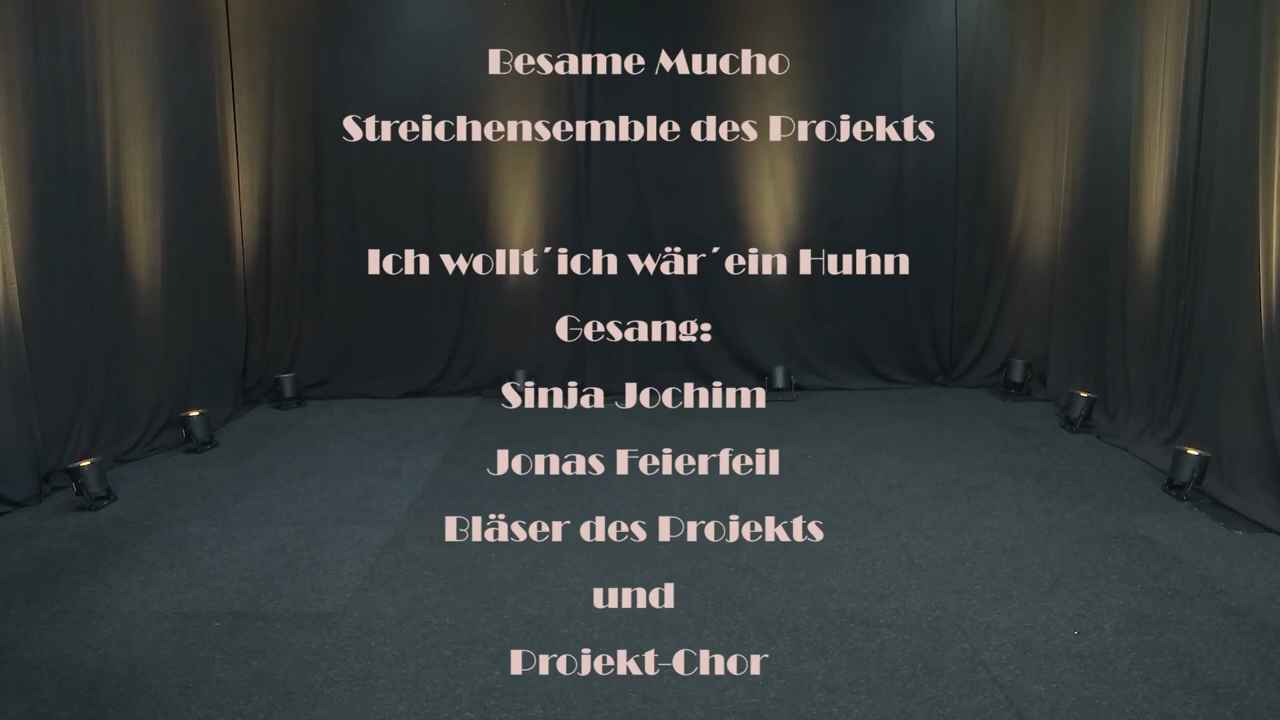 Besame Mucho
Streichensemble des Projekts
Ich wollt´ich wär´ein Huhn
Gesang:
Sinja Jochim
Jonas Feierfeil
Bläser des Projekts
und
Projekt-Chor